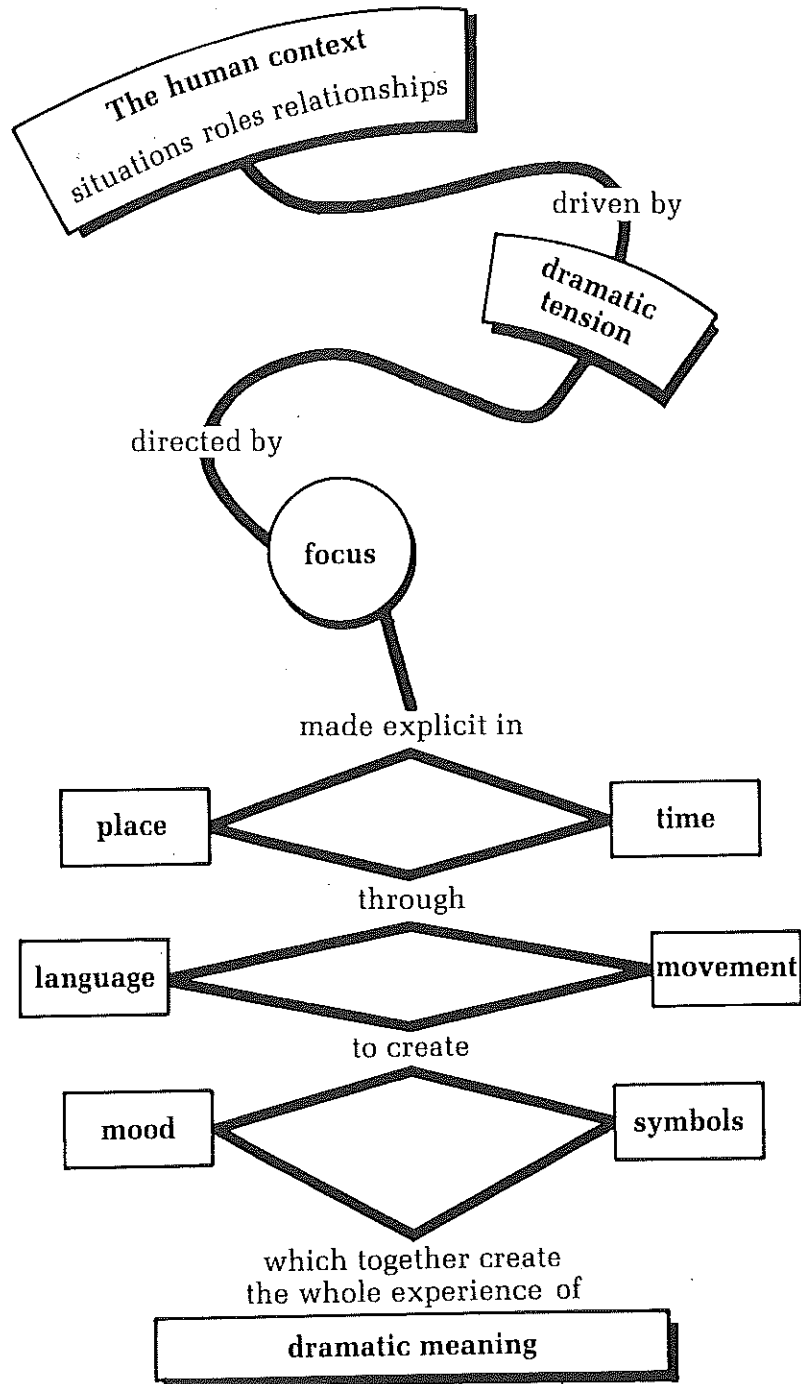 The human context
situations roles relationships
driven by
dramatic
tension
directed by
focus
made explicit in
place
time
through
language
movement
to create
mood
symbols
which together create
the whole experience of
dramatic meaning